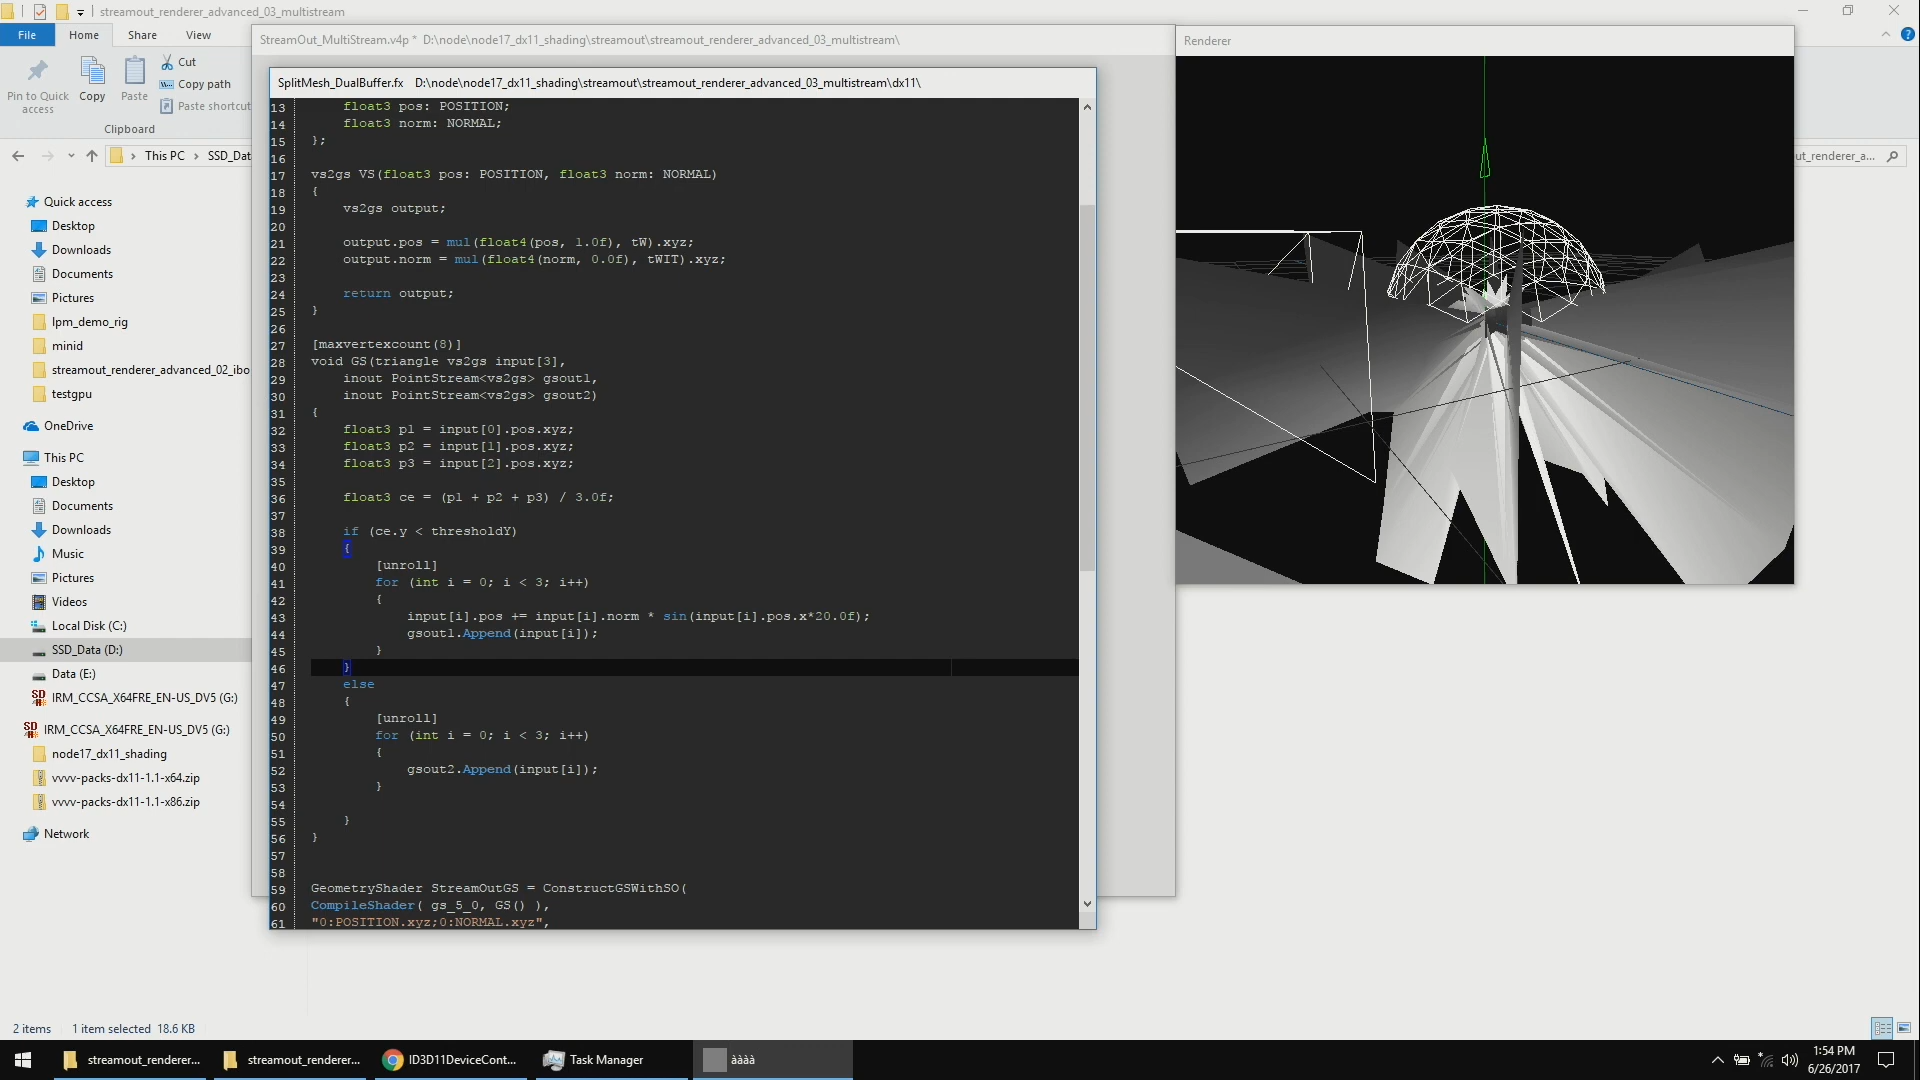 streamout_renderer_advanced_03_multistream
File
Home
Share
View
Pin to Quick access
Copy
Paste
Cut
Copy path
Paste shortcut
Clipboard
This PC
SSD_Dat
ut_renderer_a...
StreamOut_MultiStream.v4p * D:\node\node17_dx11_shading\streamout\streamout_renderer_advanced_03_multistream\
Renderer
SplitMesh_DualBuffer.fx D:\node\node17_dx11_shading\streamout\streamout_renderer_advanced_03_multistream\dx11\
13 float3 pos: POSITION;
14 float3 norm: NORMAL;
15 };
16
17 vs2gs VS(float3 pos: POSITION, float3 norm: NORMAL)
18 {
19 vs2gs output;
20
21 output.pos = mul(float4(pos, 1.0f), tW).xyz;
22 output.norm = mul(float4(norm, 0.0f), tWIT).xyz;
23
24 return output;
25 }
26
27 [maxvertexcount(8)]
28 void GS(triangle vs2gs input[3],
29 inout PointStream<vs2gs> gsout1,
30 inout PointStream<vs2gs> gsout2)
31 {
32 float3 p1 = input[0].pos.xyz;
33 float3 p2 = input[1].pos.xyz;
34 float3 p3 = input[2].pos.xyz;
35
36 float3 ce = (p1 + p2 + p3) / 3.0f;
37
38 if (ce.y < thresholdY)
39 {
40 [unroll]
41 for (int i = 0; i < 3; i++)
42 {
43 input[i].pos += input[i].norm * sin(input[i].pos.x*20.0f);
44 gsout1.Append(input[i]);
45 }
46 }
47 else
48 {
49 [unroll]
50 for (int i = 0; i < 3; i++)
51 {
52 gsout2.Append(input[i]);
53 }
54
55 }
56 }
57
58
59 GeometryShader StreamOutGS = ConstructGSWithSO(
60 CompileShader( gs_5_0, GS() ),
61 "0:POSITION.xyz;0:NORMAL.xyz",
Quick access
Desktop
Downloads
Documents
Pictures
lpm_demo_rig
minid
streamout_renderer_advanced_02_ibo
testgpu
OneDrive
This PC
Desktop
Documents
Downloads
Music
Pictures
Videos
Local Disk (C:)
SSD_Data (D:)
Data (E:)
IRM_CCSA_X64FRE_EN-US_DV5 (G:)
IRM_CCSA_X64FRE_EN-US_DV5 (G:)
node17_dx11_shading
vvvv-packs-dx11-1.1-x64.zip
vvvv-packs-dx11-1.1-x86.zip
Network
2 items 1 item selected 18.6 KB
streamout_renderer...
streamout_renderer...
ID3D11DeviceCont...
Task Manager
àààà
1:54 PM
6/26/2017